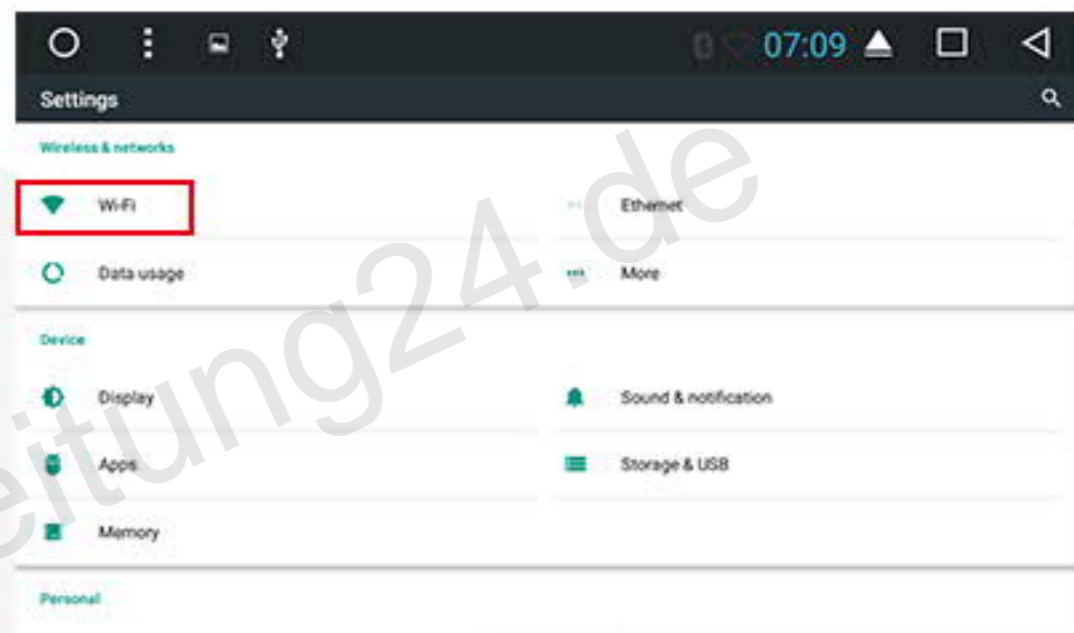 07:09
Settings
Wireless & networks
Wi-Fi
Ethernet
Data usage
More
Device
Display
Sound & notification
Apps
Storage & USB
Memory
Personal
eitung24.de